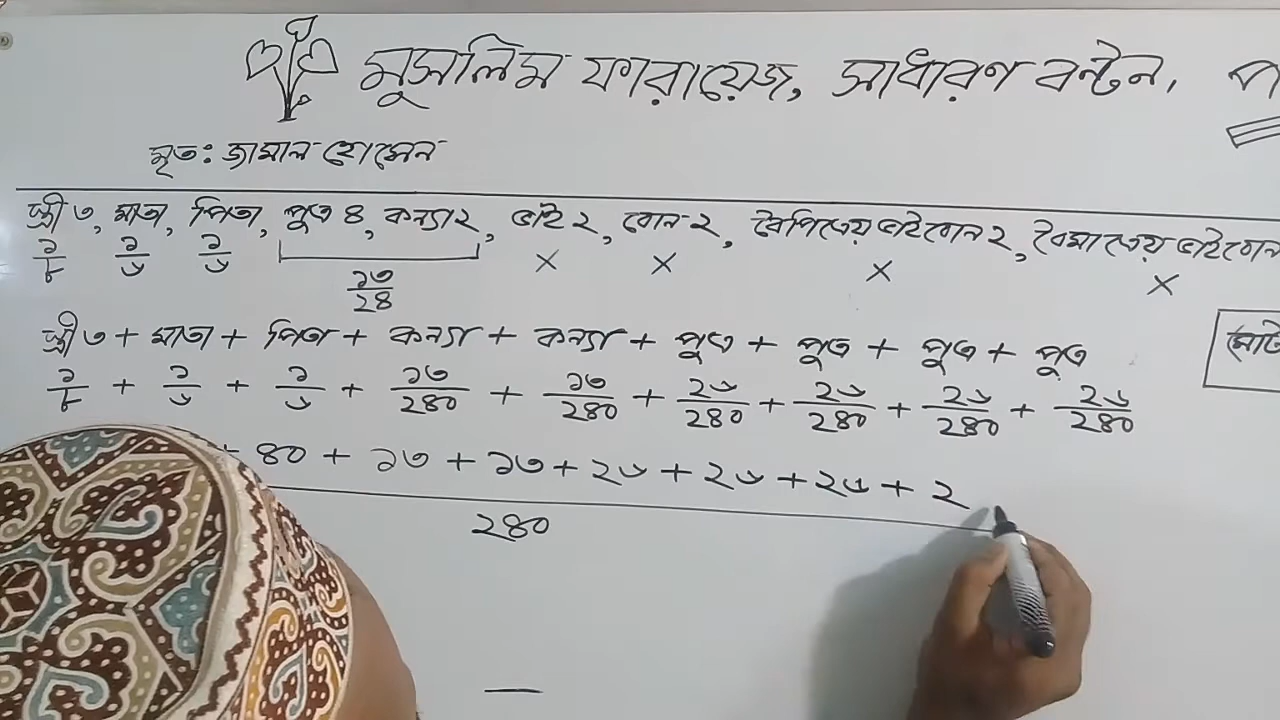 মুসলিম ফারায়েজ, সাধারণ বন্টন,
মৃত: জামাল হোসেন
স্ত্রী ৩, মাতা, পিতা, পুত্র ৪, কন্যা ২, ভাই ২, বোন ২, বৈপিত্রেয় ভাইবোন ২, বৈমাত্রেয় ভাইবোন
১/৮ ১/৬ ১/৬ ১৩/২৪ × × × ×
স্ত্রী ৩ + মাতা + পিতা + কন্যা + কন্যা + পুত্র + পুত্র + পুত্র + পুত্র
১/৮ + ১/৬ + ১/৬ + ১৩/২৪০ + ১৩/২৪০ + ২৬/২৪০ + ২৬/২৪০ + ২৬/২৪০ + ২৬/২৪০
+ ৪০ + ১৩ + ১৩ + ২৬ + ২৬ + ২৬ + ২
২৪০